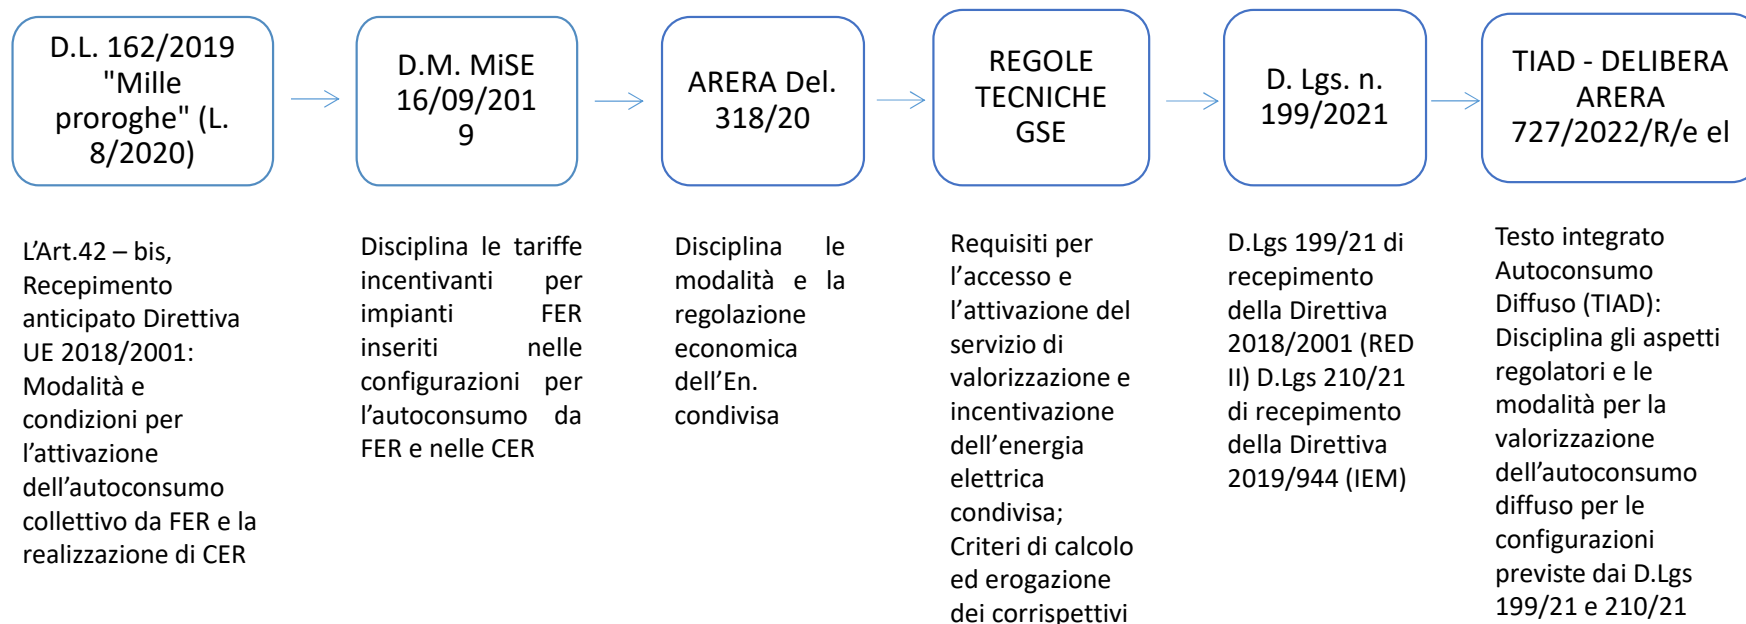 D.L. 162/2019
"Mille
proroghe" (L.
8/2020)
D.M. MiSE
16/09/201
9
ARERA Del.
318/20
REGOLE
TECNICHE
GSE
D. Lgs. n.
199/2021
TIAD - DELIBERA
ARERA
727/2022/R/e el
L’Art.42 – bis,
Recepimento
anticipato Direttiva
UE 2018/2001:
Modalità e
condizioni per
l’attivazione
dell’autoconsumo
collettivo da FER e la
realizzazione di CER
Disciplina le tariffe
incentivanti per
impianti FER
inseriti nelle
configurazioni per
l’autoconsumo da
FER e nelle CER
Disciplina le
modalità e la
regolazione
economica
dell’En.
condivisa
Requisiti per
l’accesso e
l’attivazione del
servizio di
valorizzazione e
incentivazione
dell’energia
elettrica
condivisa;
Criteri di calcolo
ed erogazione
dei corrispettivi
D.Lgs 199/21 di
recepimento
della Direttiva
2018/2001 (RED
II) D.Lgs 210/21
di recepimento
della Direttiva
2019/944 (IEM)
Testo integrato
Autoconsumo
Diffuso (TIAD):
Disciplina gli aspetti
regolatori e le
modalità per la
valorizzazione
dell’autoconsumo
diffuso per le
configurazioni
previste dai D.Lgs
199/21 e 210/21